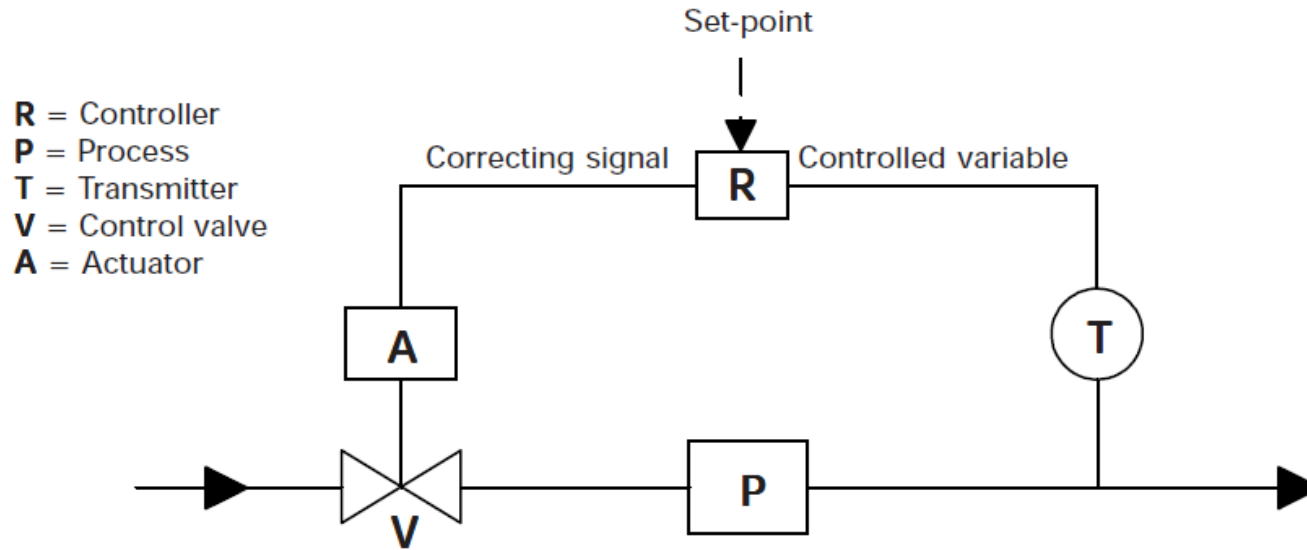 Set-point
R = Controller
P = Process
T = Transmitter
V = Control valve
A = Actuator
Correcting signal
R
Controlled variable
A
T
P
V